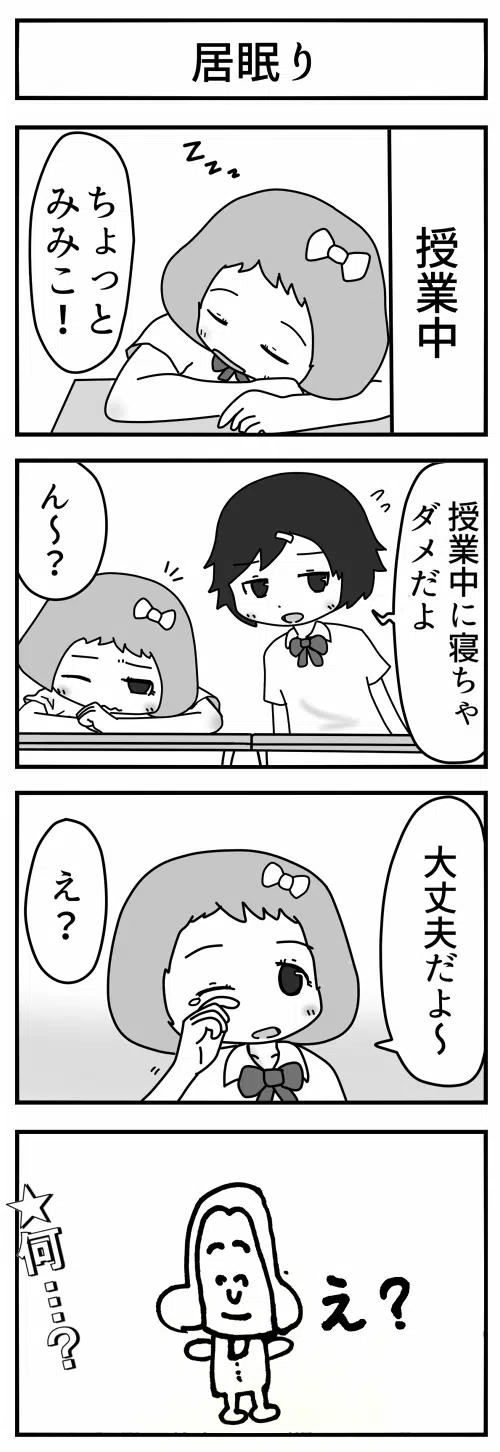 居眠り
授業中
ちょっと
みみこ！
zzzz
授業中に寝ちゃ
ダメだよ
ん〜？
大丈夫だよ〜
え？
え？
☆何…？